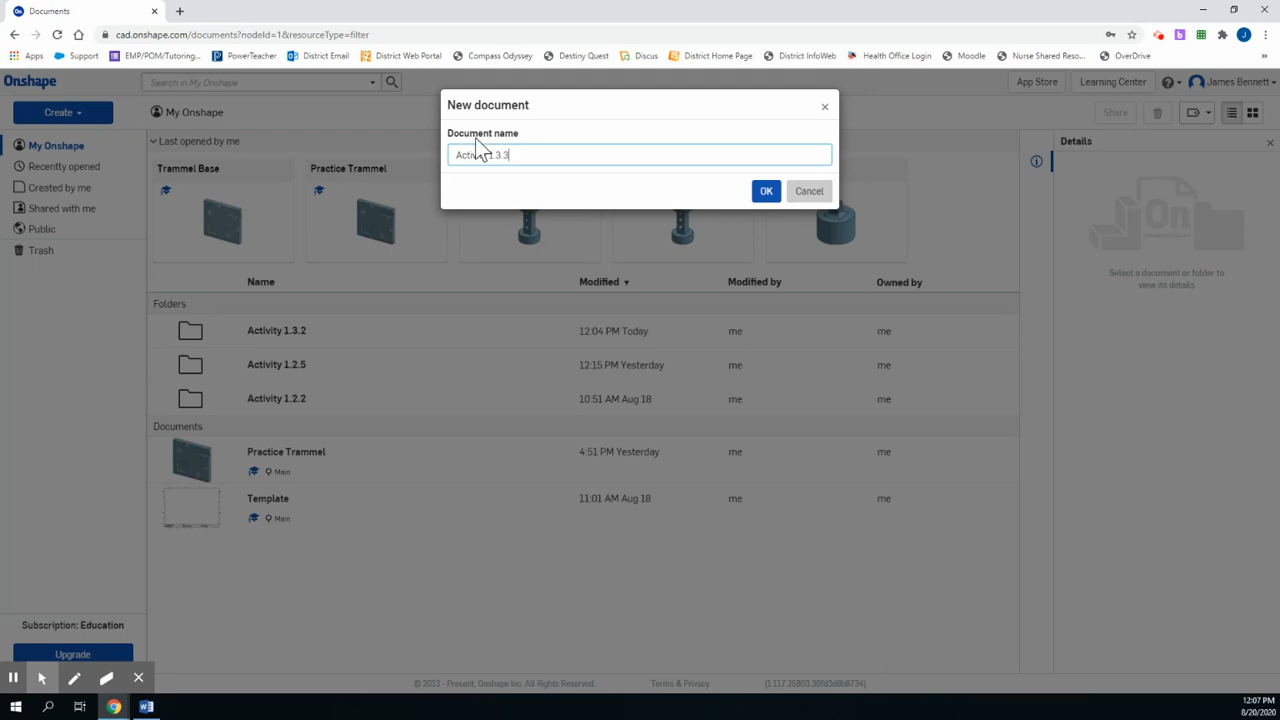 Documents
cad.onshape.com/documents?nodeId=1&resourceType=filter
Apps Support EMP/POM/Tutoring... PowerTeacher District Email District Web Portal Compass Odyssey Destiny Quest Discus District Home Page District InfoWeb Health Office Login Moodle Nurse Shared Reso... OverDrive »
Onshape Search in My Onshape App Store Learning Center James Bennett
Create My Onshape Share
New document
Document name
1.3.3
OK Cancel
My Onshape
Recently opened
Created by me
Shared with me
Public
Trash
Last opened by me
Trammel Base Practice Trammel
Name Modified Modified by Owned by
Folders
Activity 1.3.2 12:04 PM Today me me
Activity 1.2.5 12:15 PM Yesterday me me
Activity 1.2.2 10:51 AM Aug 18 me me
Documents
Practice Trammel 4:51 PM Yesterday me me
Main
Template 11:01 AM Aug 18 me me
Main
Details
On
Select a document or folder to
view its details
Subscription: Education
Upgrade
© 2013 - Present, Onshape Inc. All Rights Reserved. Terms & Privacy
12:07 PM
8/20/2020